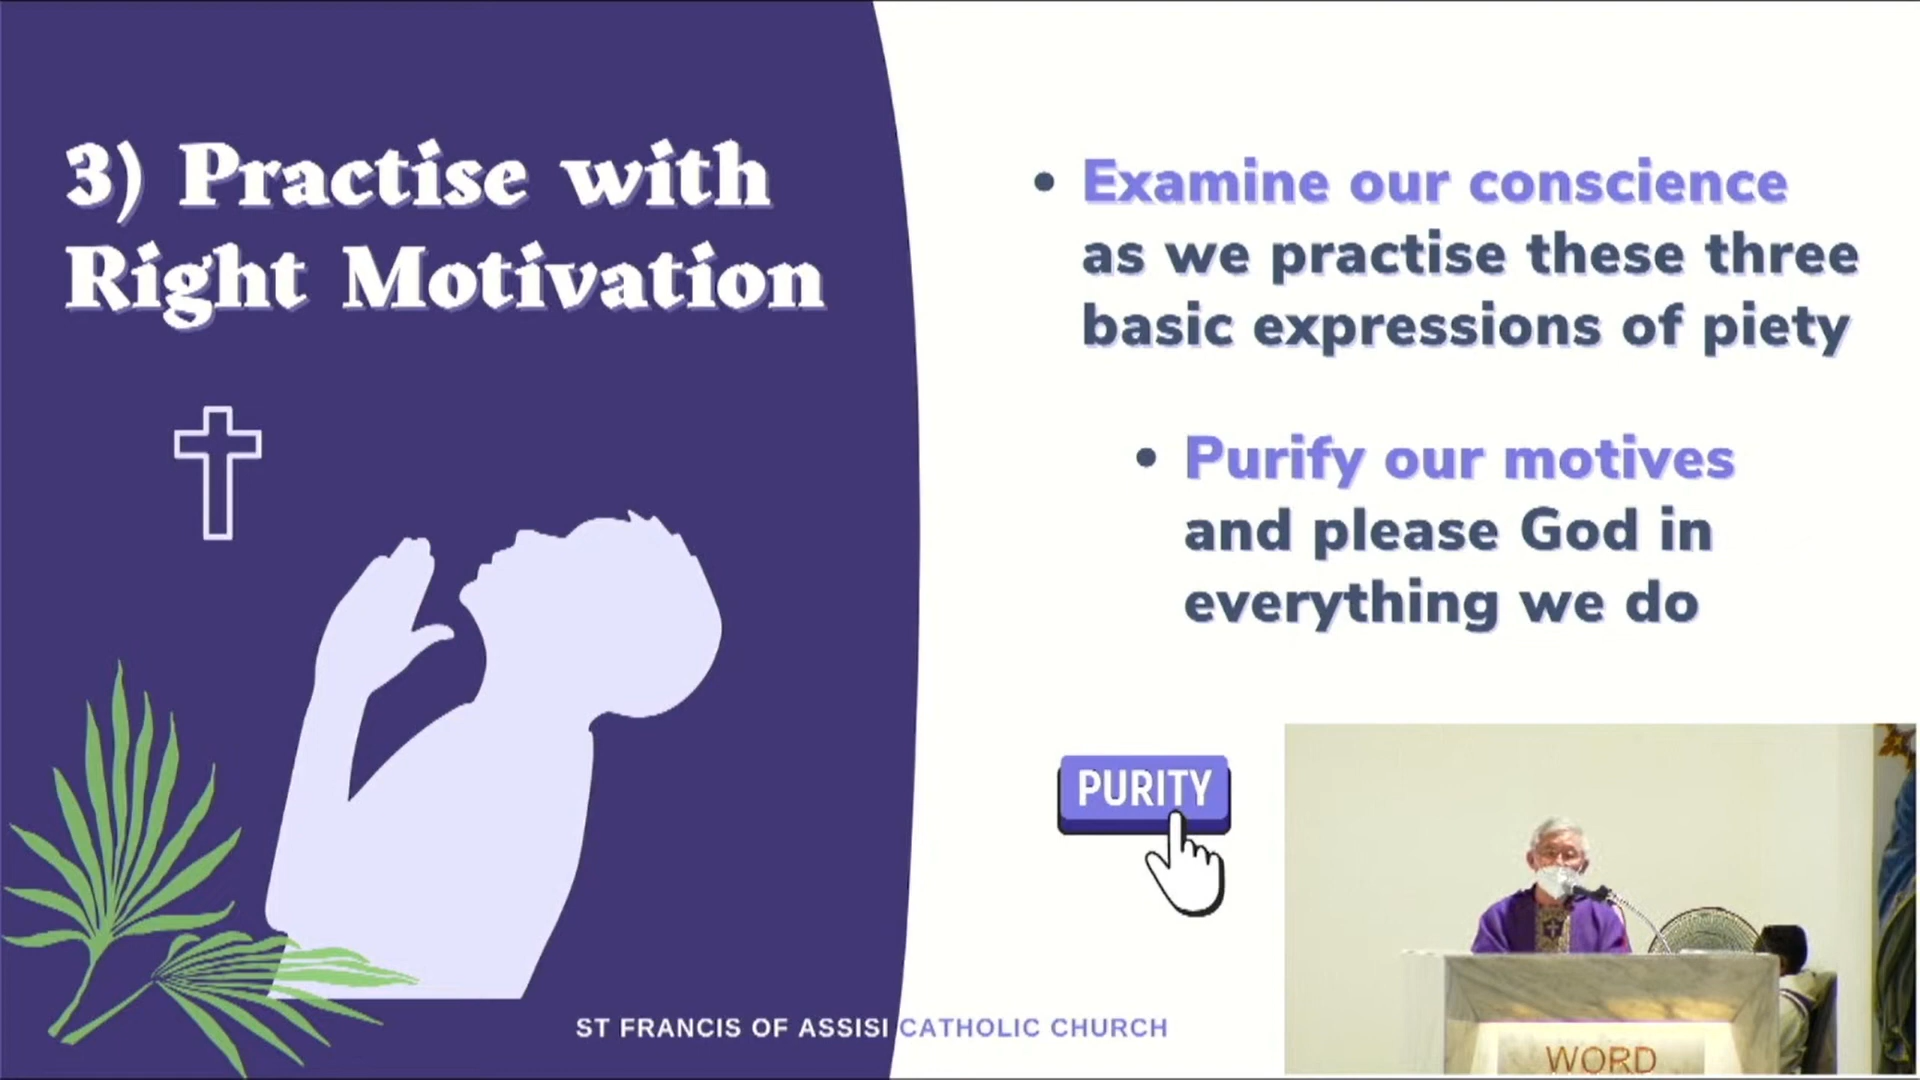 3) Practise with
Right Motivation
• Examine our conscience
as we practise these three
basic expressions of piety
• Purify our motives
and please God in
everything we do
PURITY
WORD
ST FRANCIS OF ASSISI CATHOLIC CHURCH